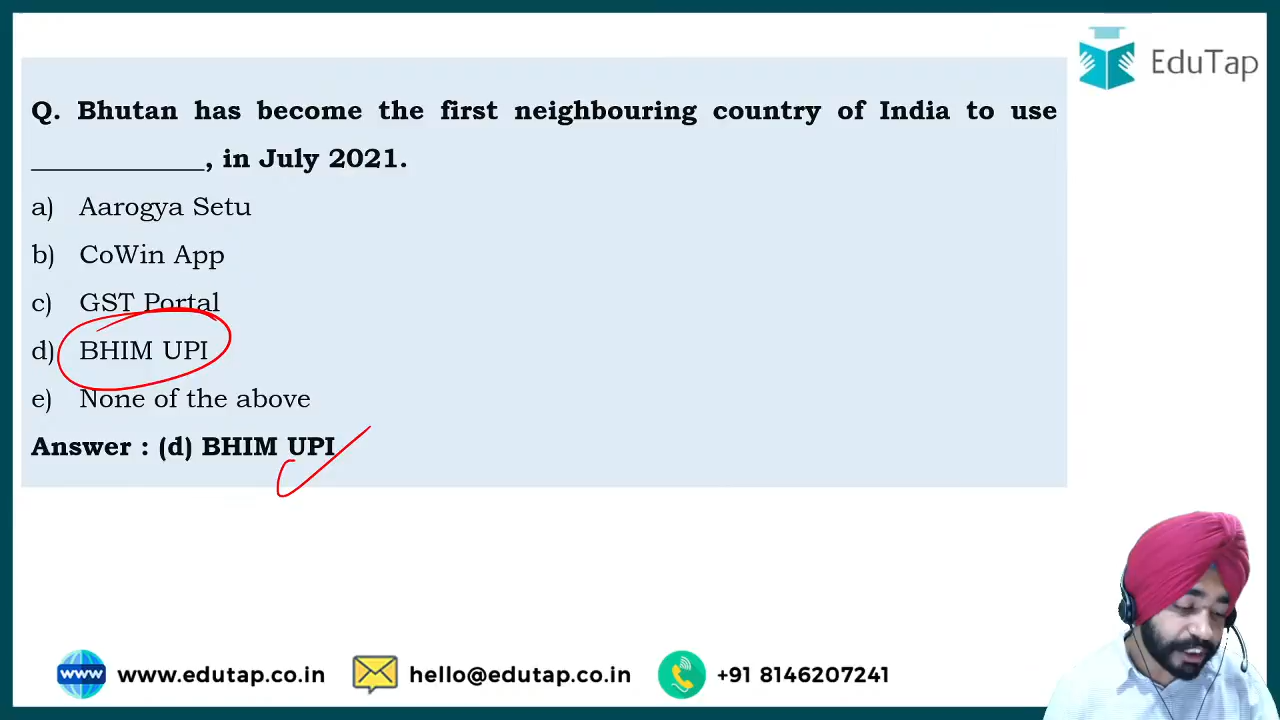 EduTap
Q. Bhutan has become the first neighbouring country of India to use
____________, in July 2021.
a) Aarogya Setu
b) CoWin App
c) GST Portal
d) BHIM UPI
e) None of the above
Answer : (d) BHIM UPI
www www.edutap.co.in hello@edutap.co.in +91 8146207241